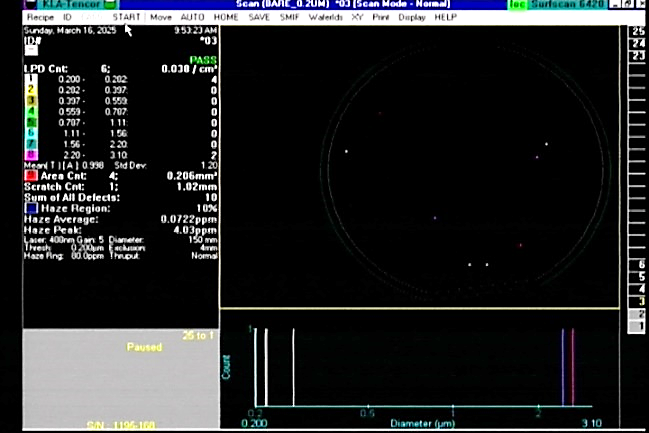 KLA-Tencor Scan (BARE_0.2UM) *03 [Scan Mode - Normal] loc Surfscan 6420
Recipe ID START Move AUTO HOME SAVE SMIF WaferIds XY Print Display HELP
Sunday, March 16, 2025 9:53:23 AM
ID# *03
PASS
LPD Cnt: 6; 0.038 / cm²
1 0.200 - 0.282: 4
2 0.282 - 0.397: 0
3 0.397 - 0.559: 0
4 0.559 - 0.787: 0
5 0.787 - 1.11: 0
6 1.11 - 1.56: 0
7 1.56 - 2.20: 0
8 2.20 - 3.10: 2
Mean[ T ] [ A ] 0.998 Std Dev: 1.20
9 Area Cnt: 4; 0.206mm²
Scratch Cnt: 1; 1.02mm
Sum of All Defects: 10
Haze Region: 10%
Haze Average: 0.0722ppm
Haze Peak: 4.03ppm
Laser: 488nm Gain: 5 Diameter: 150 mm
Thresh: 0.200µm Exclusion: 4mm
Haze Rng: 80.0ppm Thruput: Normal
25
24
23
6
5
4
3
2
1
26 to 1
Paused
S/N
1
Count
0.2 0.5 1 2
0.200 Diameter (µm) 3.10